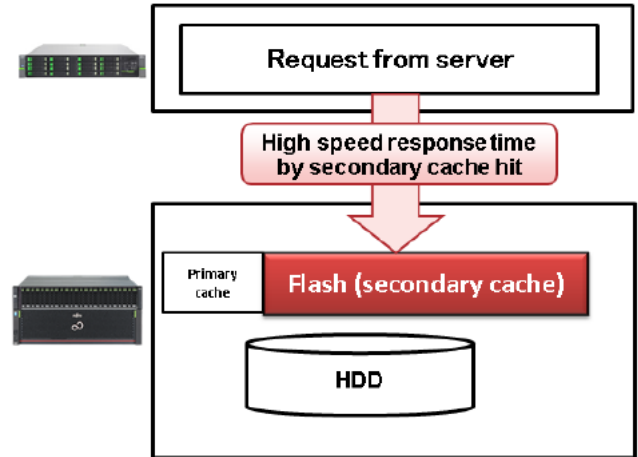 Request from server
High speed response time
by secondary cache hit
Primary
cache
Flash (secondary cache)
HDD